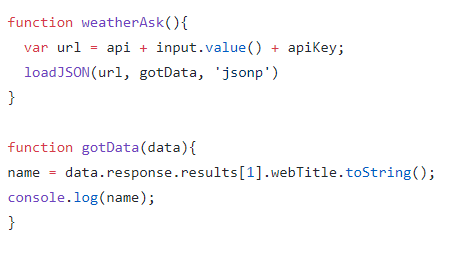 function weatherAsk(){
  var url = api + input.value() + apiKey;
  loadJSON(url, gotData, 'jsonp')
}

function gotData(data){
name = data.response.results[1].webTitle.toString();
console.log(name);
}